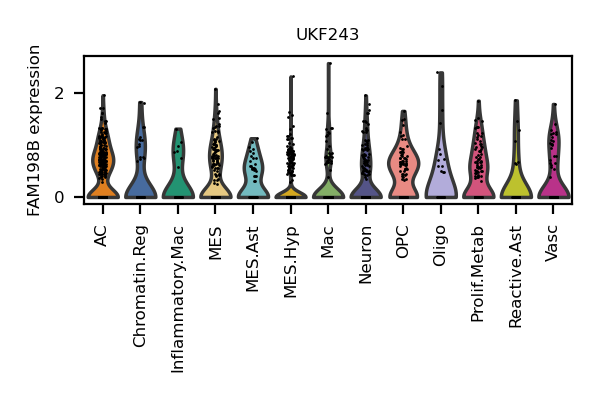 UKF243
FAM198B expression
2
0
AC
Chromatin.Reg
Inflammatory.Mac
MES
MES.Ast
MES.Hyp
Mac
Neuron
OPC
Oligo
Prolif.Metab
Reactive.Ast
Vasc